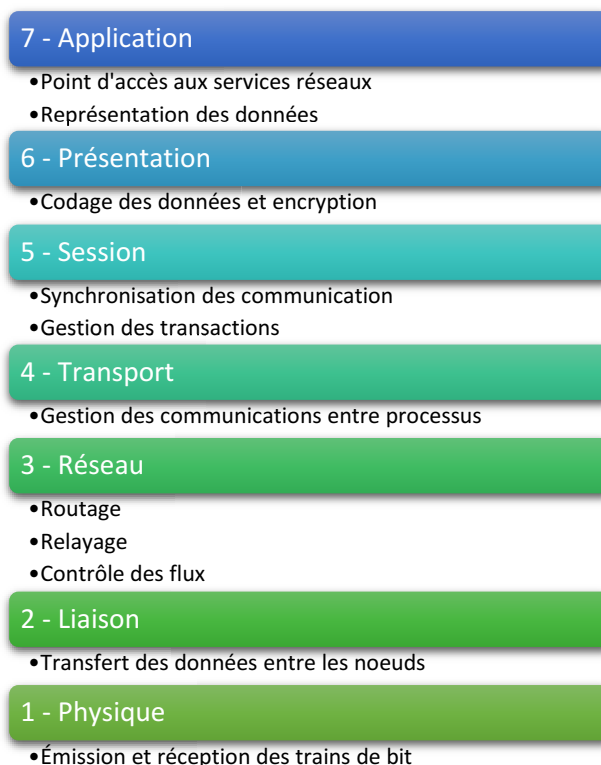 7 - Application
•Point d'accès aux services réseaux
•Représentation des données
6 - Présentation
•Codage des données et encryption
5 - Session
•Synchronisation des communication
•Gestion des transactions
4 - Transport
•Gestion des communications entre processus
3 - Réseau
•Routage
•Relayage
•Contrôle des flux
2 - Liaison
•Transfert des données entre les noeuds
1 - Physique
•Émission et réception des trains de bit